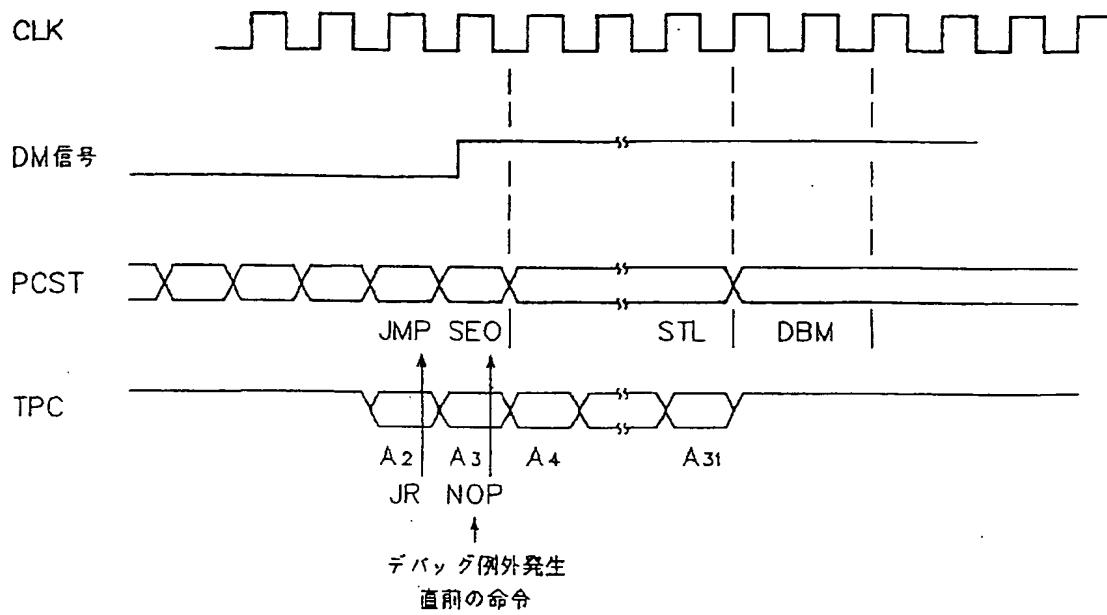 CLK
DM信号
PCST
JMP SEO STL DBM
TPC
A2 A3 A4 A31
JR NOP
デバッグ例外発生
直前の命令